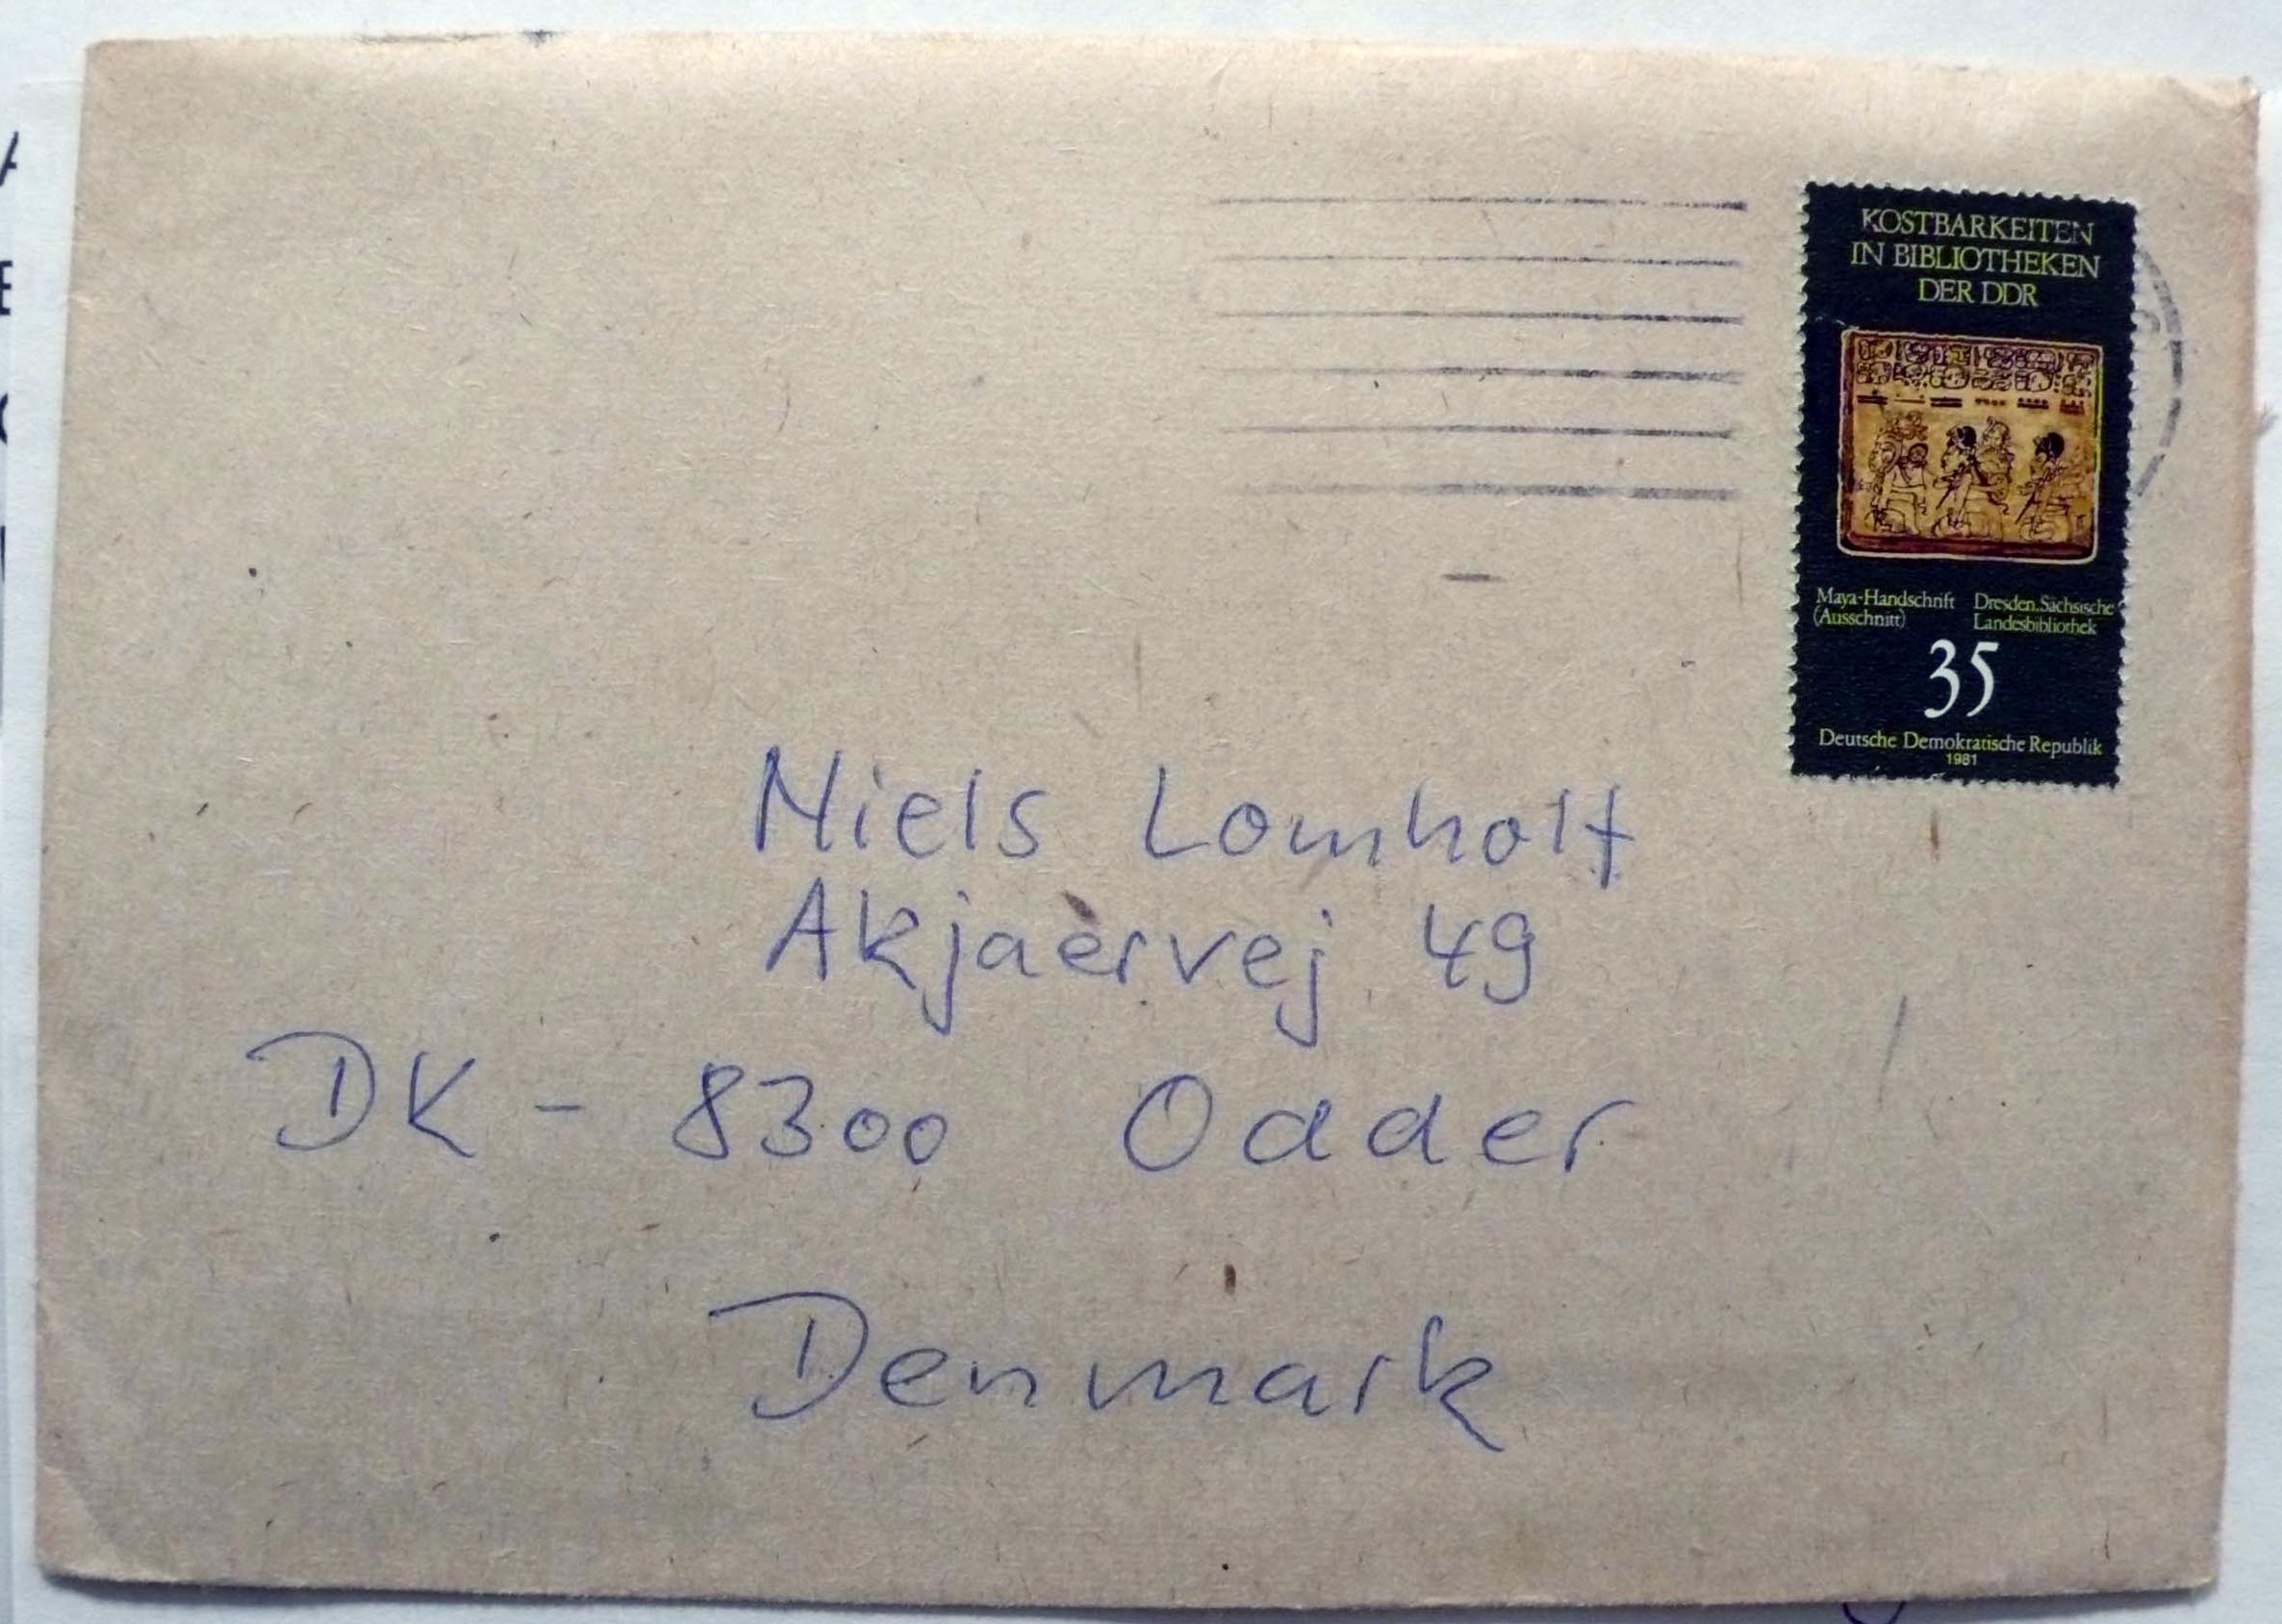 KOSTBARKEITEN
IN BIBLIOTHEKEN
DER DDR
Maya-Handschrift
(Ausschnitt)
Dresden, Sächsische
Landesbibliothek
35
Deutsche Demokratische Republik
1981
Niels Lomholt
Akjaèrvej 49
DK - 8300 Odder
Denmark